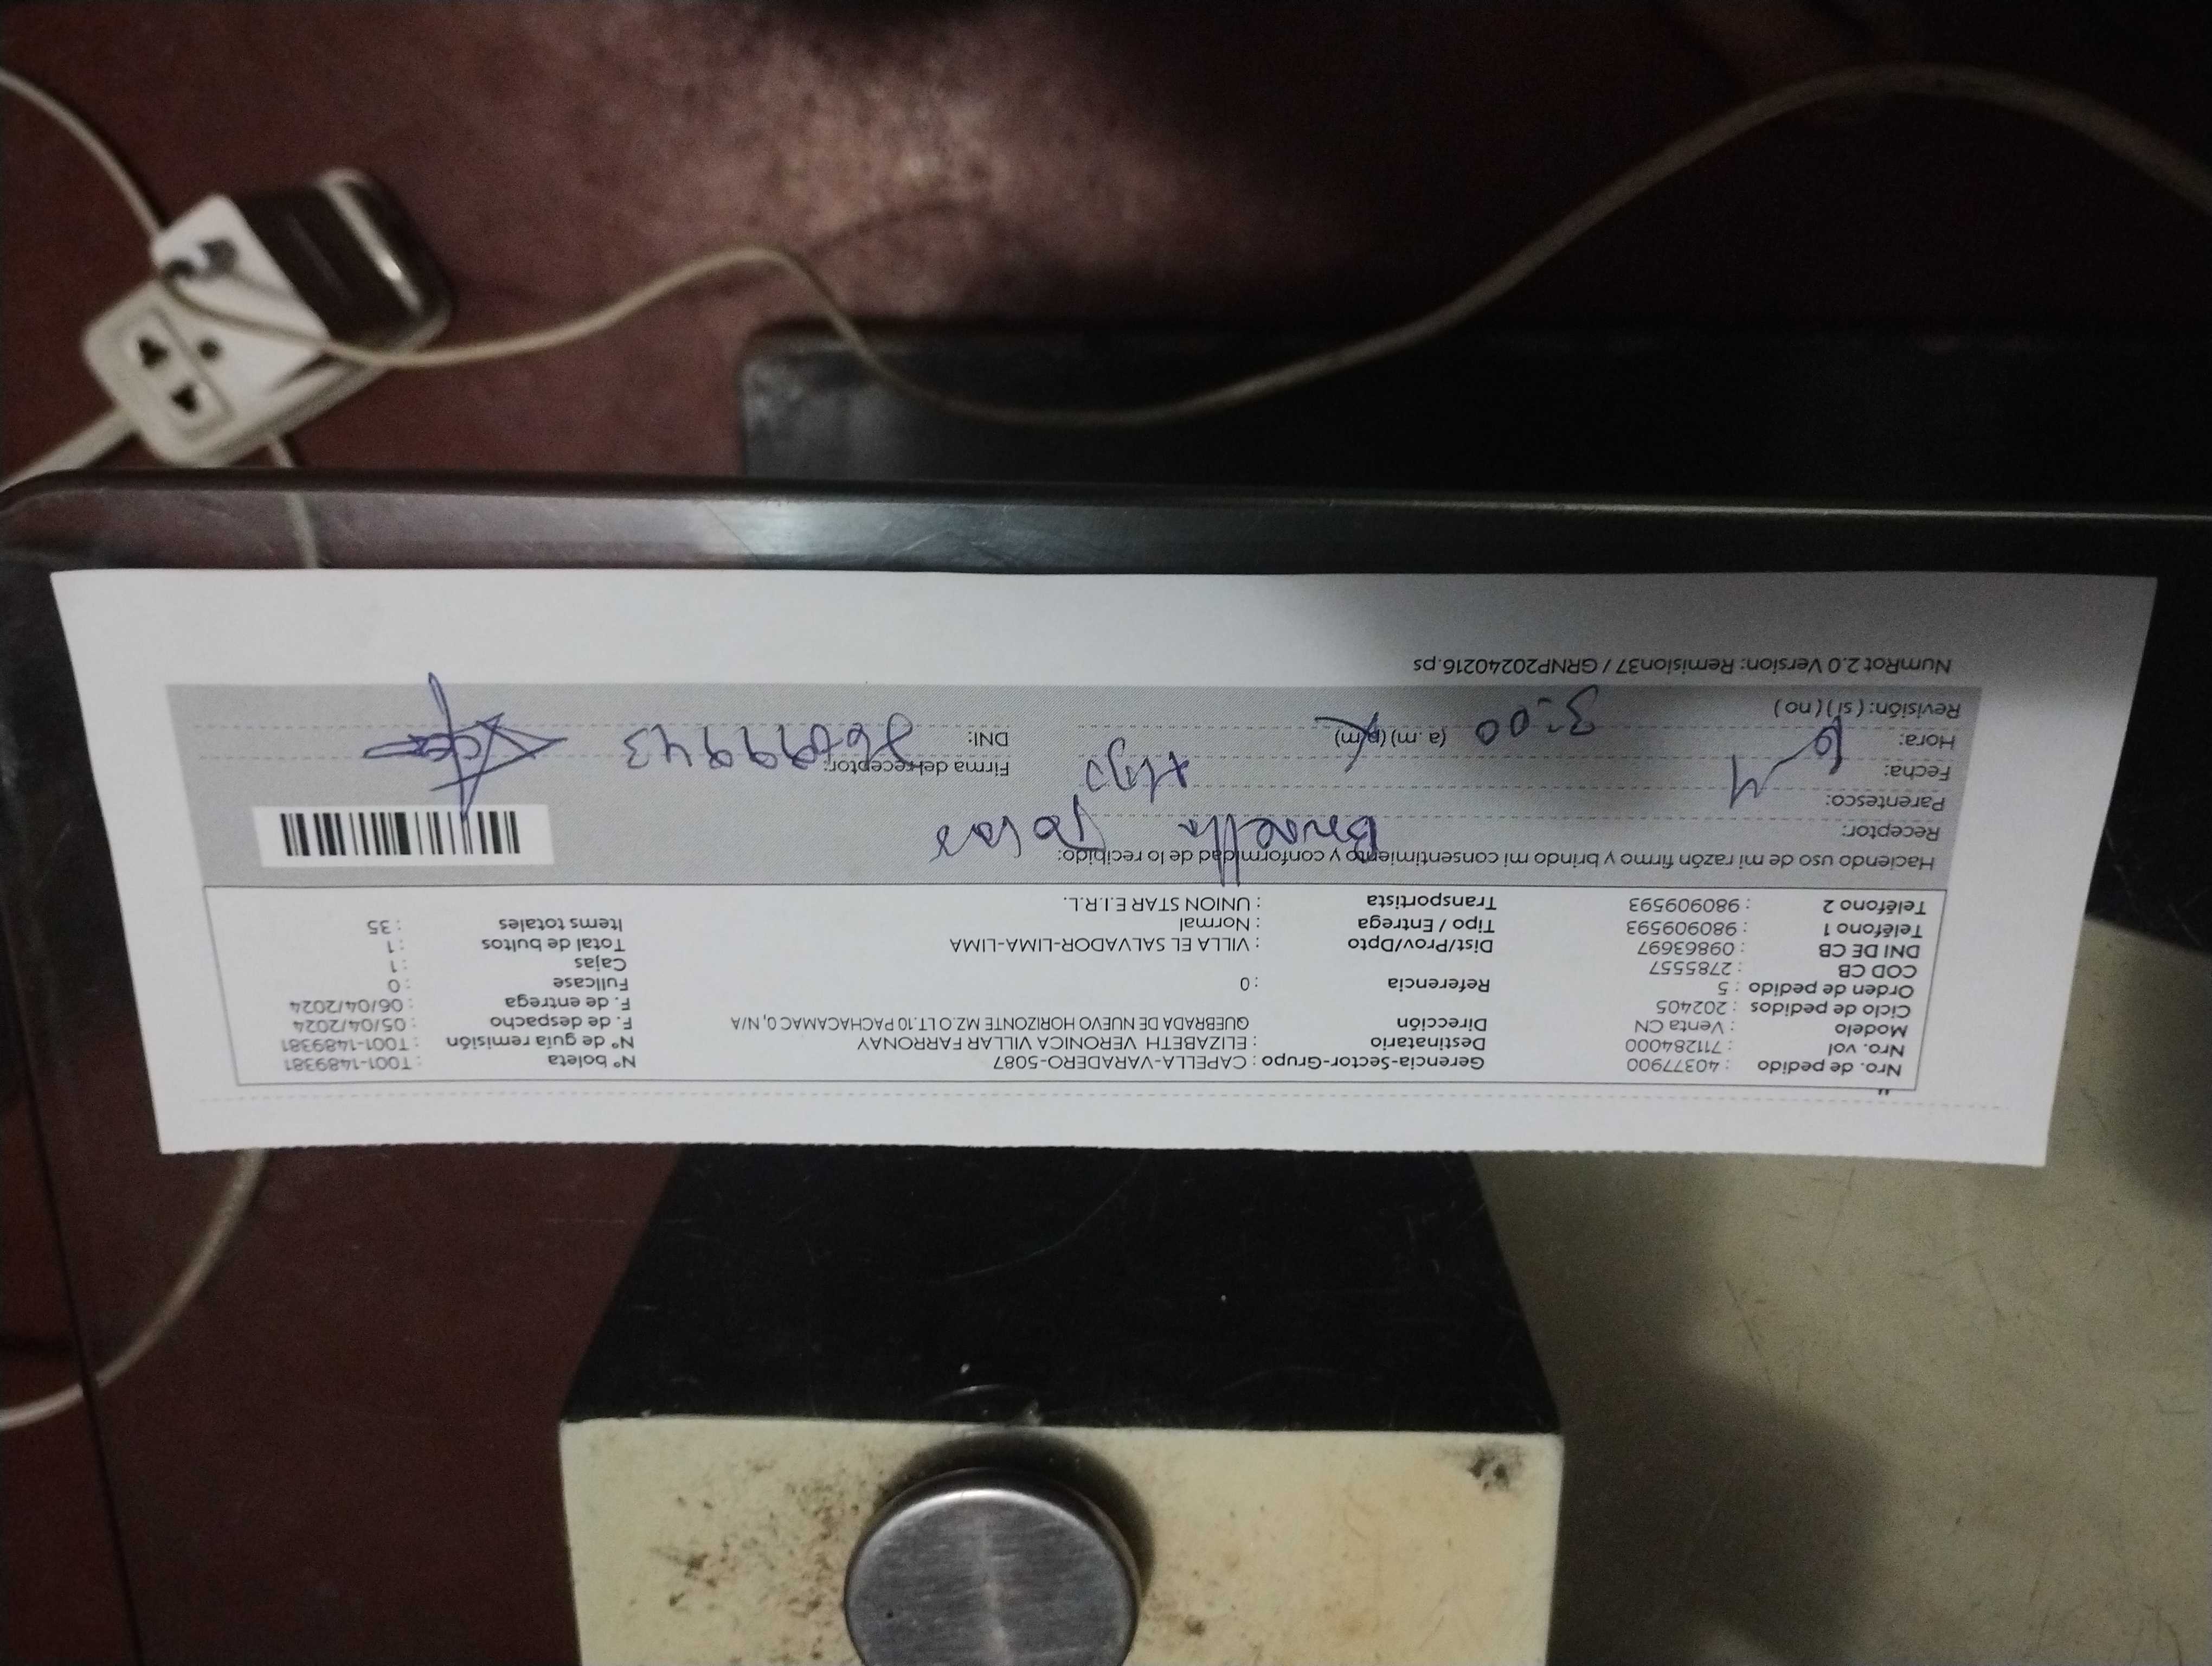 Nro. de pedido : 40377900 Gerencia-Sector-Grupo : CAPELLA-VARADERO-5087 N° boleta : T001-1489381
Nro. vol : 711284000 Destinatario : ELIZABETH VERONICA VILLAR FARRONAY N° de guía remisión : T001-1489381
Modelo : Venta CN Dirección QUEBRADA DE NUEVO HORIZONTE MZ.O LT.10 PACHACAMAC 0, N/A F. de despacho : 05/04/2024
Ciclo de pedidos : 202405 F. de entrega : 06/04/2024
Orden de pedido : 5 Referencia : 0 Fullcase : 0
COD CB : 2785557 Cajas : 1
DNI DE CB : 09863697 Dist/Prov/Dpto : VILLA EL SALVADOR-LIMA-LIMA Total de bultos : 1
Teléfono 1 : 980909593 Tipo / Entrega : Normal Items totales : 35
Teléfono 2 : 980909593 Transportista : UNION STAR E.I.R.L.
Haciendo uso de mi razón firmo y brindo mi consentimiento y conformidad de lo recibido:
Receptor:
Parentesco:
Fecha: Firma del receptor:
Hora: 3:00 (a.m) (p.m) DNI:
Revisión: ( si ) ( no )
NumRot 2.0 Version: Remision37 / GRNP20240216.ps